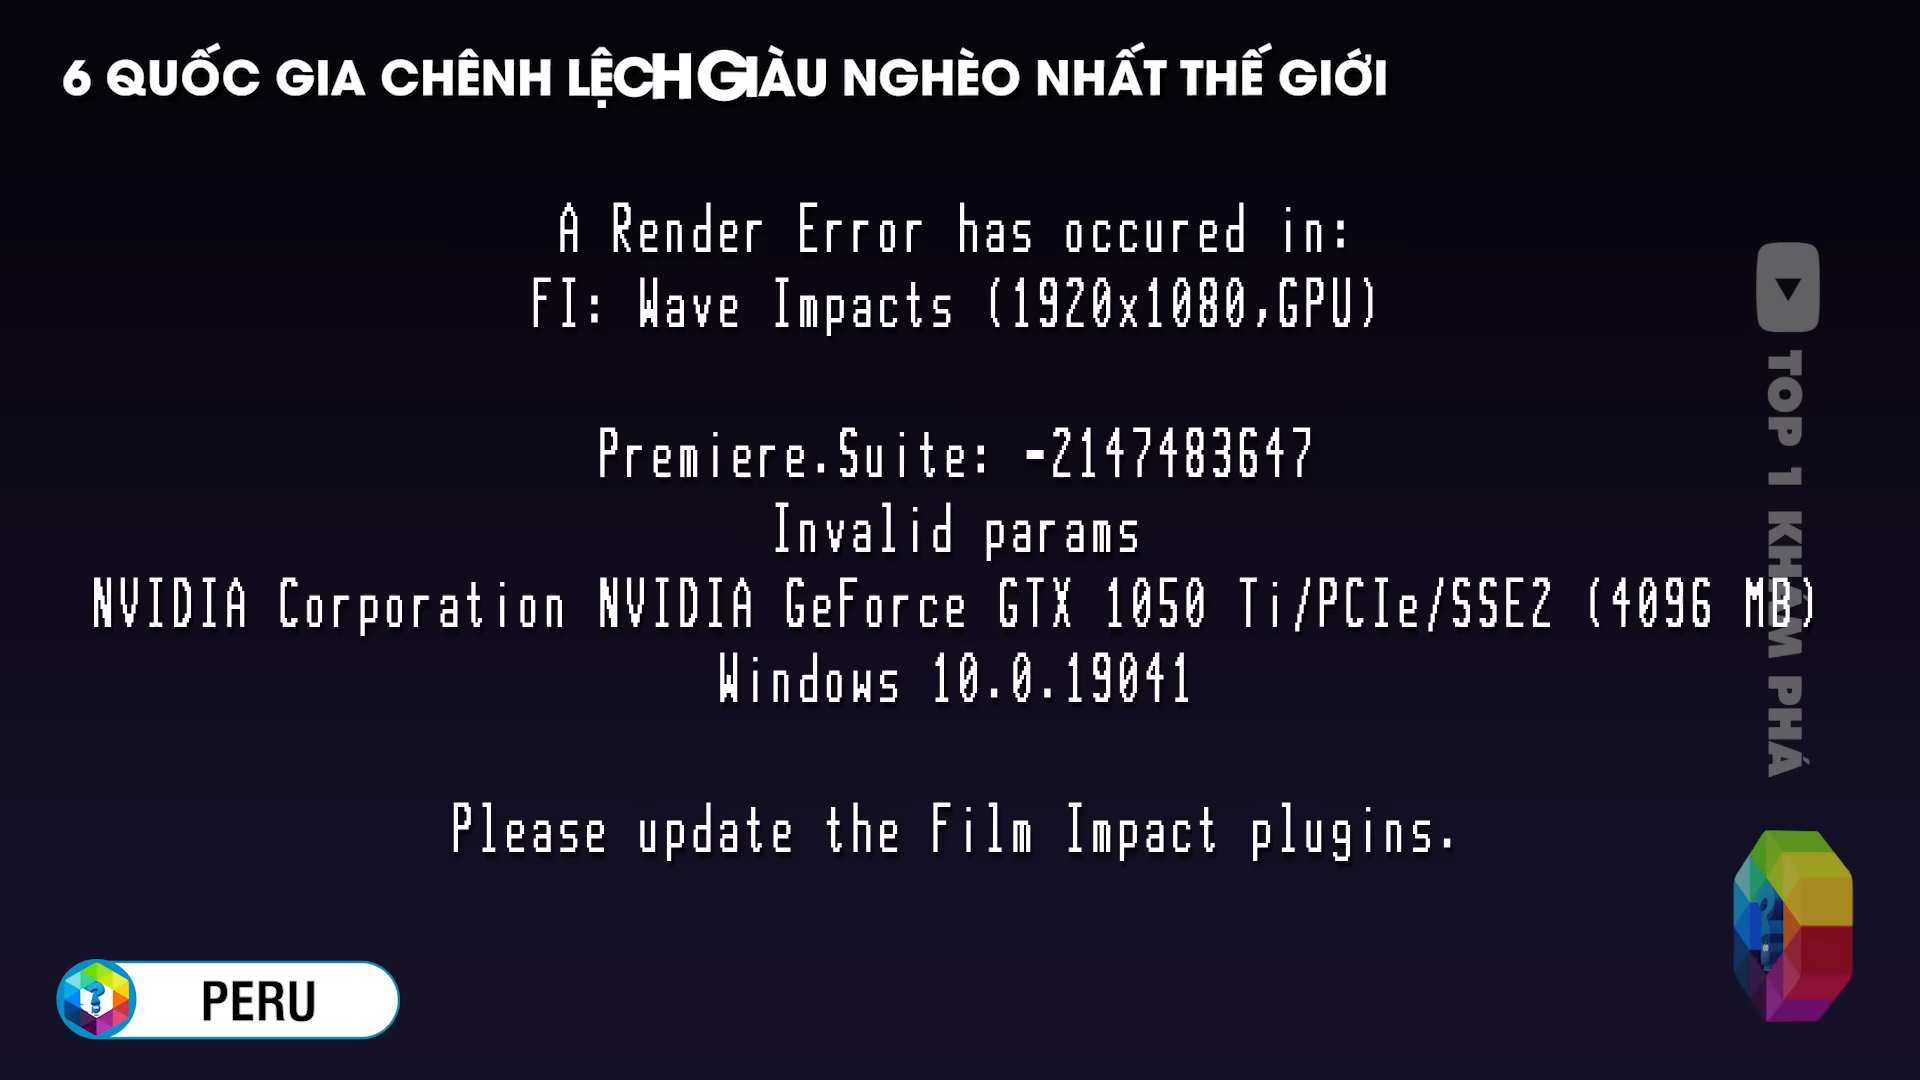 6 QUỐC GIA CHÊNH LỆCH GIÀU NGHÈO NHẤT THẾ GIỚI
A Render Error has occured in:
FI: Wave Impacts (1920x1080,GPU)
Premiere.Suite: -2147483647
Invalid params
NVIDIA Corporation NVIDIA GeForce GTX 1050 Ti/PCIe/SSE2 (4096 MB)
Windows 10.0.19041
Please update the Film Impact plugins.
TOP 1 KHÁM PHÁ
?
PERU